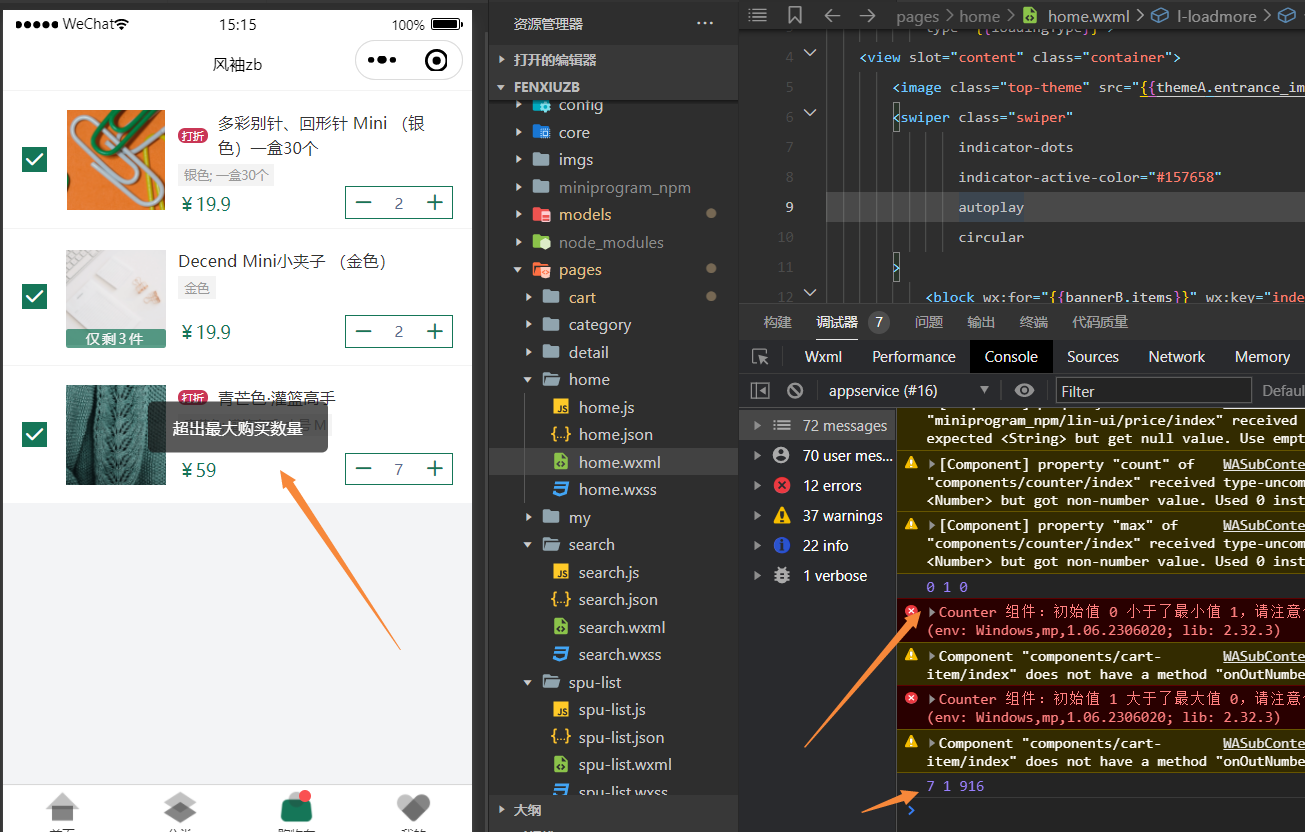 ●●●●● WeChat
15:15
100%
风袖zb
打折
多彩别针、回形针 Mini （银
色）一盒30个
银色; 一盒30个
￥19.9
2
Decend Mini小夹子 （金色）
金色
仅剩3件
￥19.9
2
打折
青芒色·灌篮高手
超出最大购买数量
￥59
7
资源管理器
打开的编辑器
FENXIUZB
config
core
imgs
miniprogram_npm
models
node_modules
pages
cart
category
detail
home
home.js
home.json
home.wxml
home.wxss
my
search
search.js
search.json
search.wxml
search.wxss
spu-list
spu-list.js
spu-list.json
spu-list.wxml
spu-list.wxss
大纲
pages > home > home.wxml > l-loadmore >
type="{{loadingType}}">
4 <view slot="content" class="container">
5 <image class="top-theme" src="{{themeA.entrance_im
6 <swiper class="swiper"
7 indicator-dots
8 indicator-active-color="#157658"
9 autoplay
10 circular
11 >
12 <block wx:for="{{bannerB.items}}" wx:key="inde
构建 调试器 7 问题 输出 终端 代码质量
Wxml Performance Console Sources Network Memory
appservice (#16)
Filter
Defaul
72 messages
70 user mes...
12 errors
37 warnings
22 info
1 verbose
"miniprogram_npm/lin-ui/price/index" received
expected <String> but get null value. Use empt
[Component] property "count" of WASubConte
"components/counter/index" received type-uncom
<Number> but got non-number value. Used 0 inst
[Component] property "max" of WASubConte
"components/counter/index" received type-uncom
<Number> but got non-number value. Used 0 inst
0 1 0
Counter 组件：初始值 0 小于了最小值 1，请注意
(env: Windows,mp,1.06.2306020; lib: 2.32.3)
Component "components/cart- WASubConte
item/index" does not have a method "onOutNumbe
Counter 组件：初始值 1 大于了最大值 0，请注意
(env: Windows,mp,1.06.2306020; lib: 2.32.3)
Component "components/cart- WASubConte
item/index" does not have a method "onOutNumbe
7 1 916